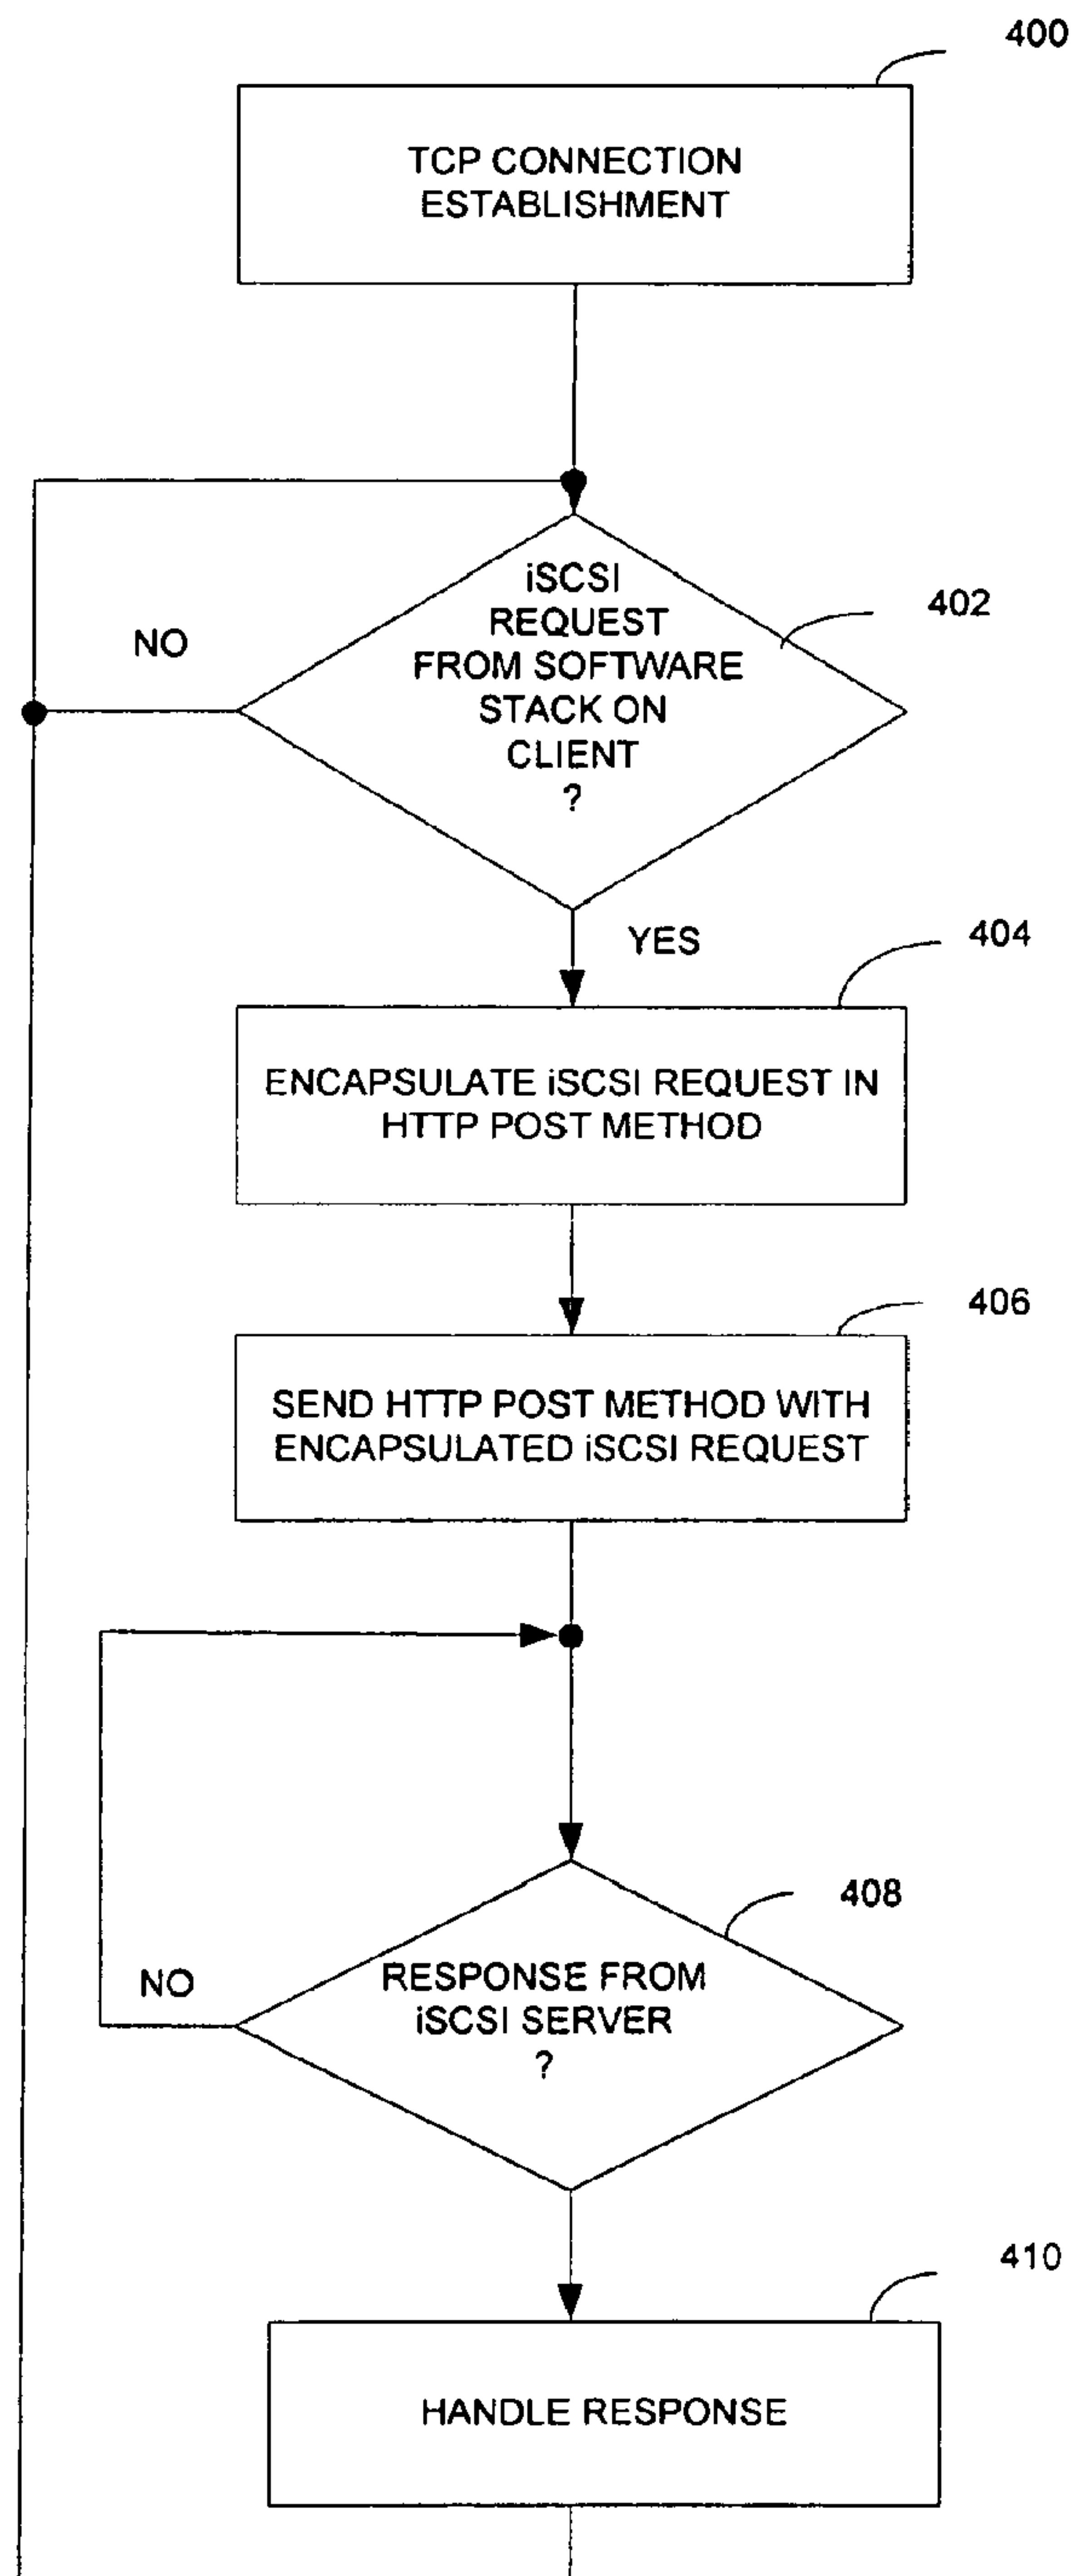 400
TCP CONNECTION
ESTABLISHMENT
iSCSI
REQUEST
FROM SOFTWARE
STACK ON
CLIENT
?
402
NO
YES
404
ENCAPSULATE iSCSI REQUEST IN
HTTP POST METHOD
406
SEND HTTP POST METHOD WITH
ENCAPSULATED iSCSI REQUEST
408
RESPONSE FROM
iSCSI SERVER
?
NO
410
HANDLE RESPONSE